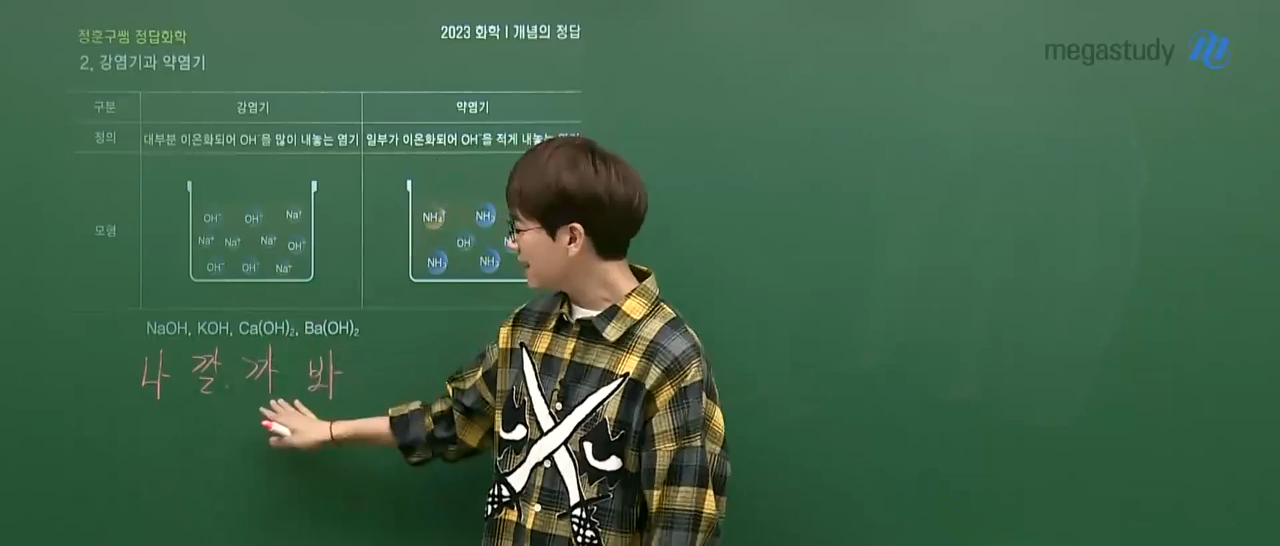 정훈구쌤 정답화학
2023 화학 I 개념의 정답
megastudy
2. 강염기과 약염기
구분 강염기 약염기
정의 대부분 이온화되어 OH⁻을 많이 내놓는 염기 일부가 이온화되어 OH⁻을 적게 내놓는
모형
OH⁻ OH⁻ Na⁺
Na⁺ Na⁺ Na⁺ OH⁻
OH⁻ OH⁻ Na⁺
NH₄⁺ NH₃
OH⁻
NH₃ NH₃
NaOH, KOH, Ca(OH)₂, Ba(OH)₂
나 깔 까 봐